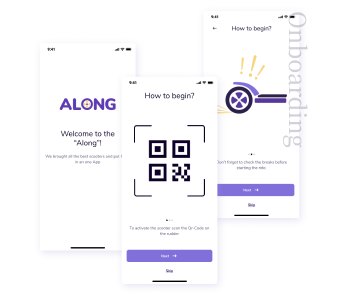 9:41
ALONG
Welcome to the
"Along"!
We brought all the best scooters and put
in an one App
9:41
How to begin?
To activate the scooter scan the Qr Code on
the rudder
Next →
Skip
9:41
← How to begin?
Don't forget to check the breaks before
starting the ride.
Next →
Skip
Onboarding